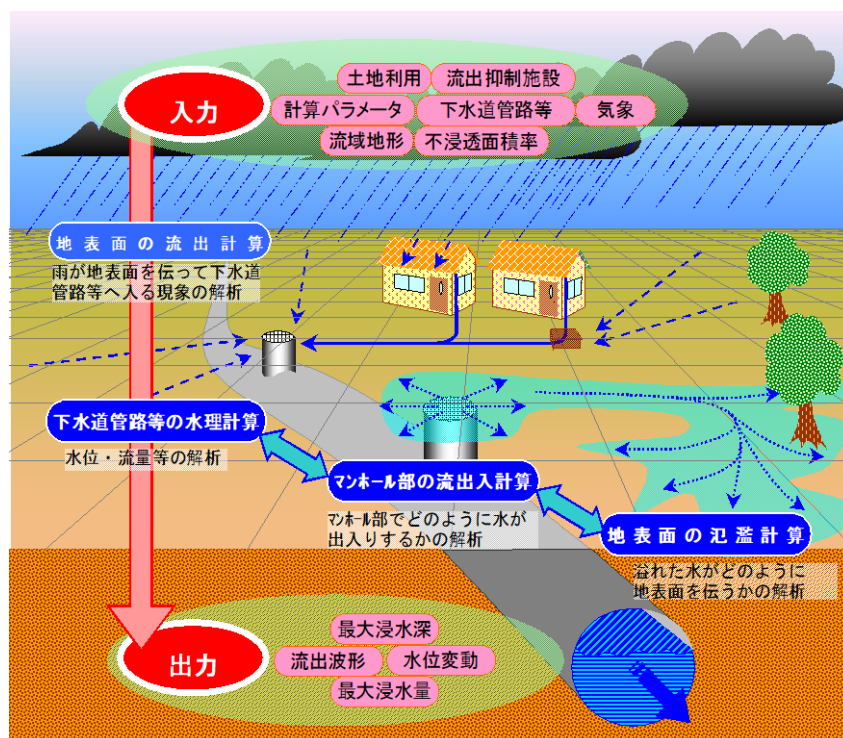 入力
土地利用
流出抑制施設
計算パラメータ
下水道管路等
気象
流域地形
不浸透面積率
地表面の流出計算
雨が地表面を伝って下水道
管路等へ入る現象の解析
下水道管路等の水理計算
水位・流量等の解析
ﾏﾝﾎｰﾙ部の流出入計算
ﾏﾝﾎｰﾙ部でどのように水が
出入りするかの解析
地表面の氾濫計算
溢れた水がどのように
地表面を伝うかの解析
出力
最大浸水深
流出波形
水位変動
最大浸水量